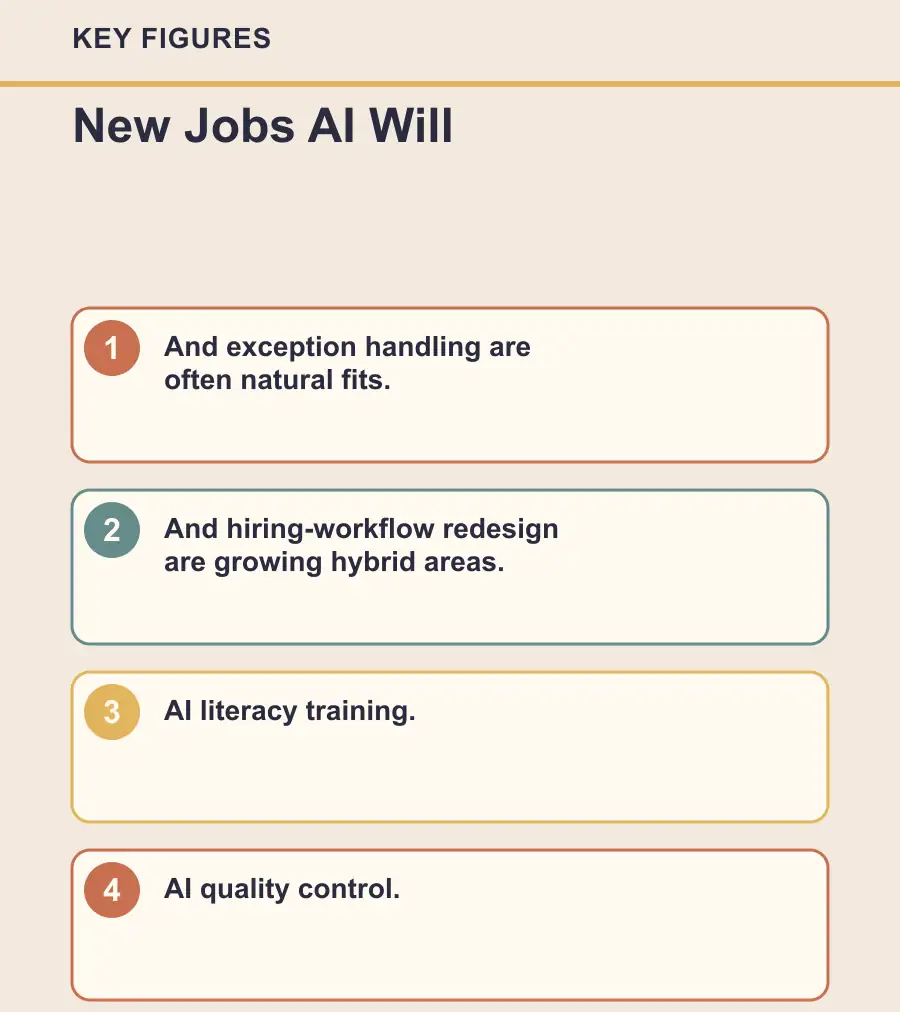 KEY FIGURES
New Jobs AI Will
1
And exception handling are
often natural fits.
2
And hiring-workflow redesign
are growing hybrid areas.
3
AI literacy training.
4
AI quality control.